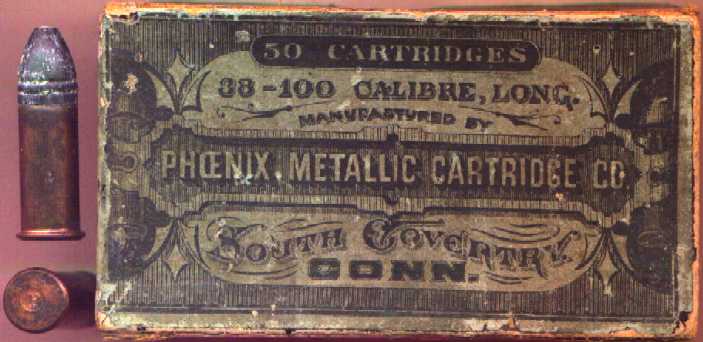 50 CARTRIDGES
38-100 CALIBRE, LONG.
MANUFACTURED BY
PHŒNIX METALLIC CARTRIDGE CO.
SOUTH COVENTRY
CONN.